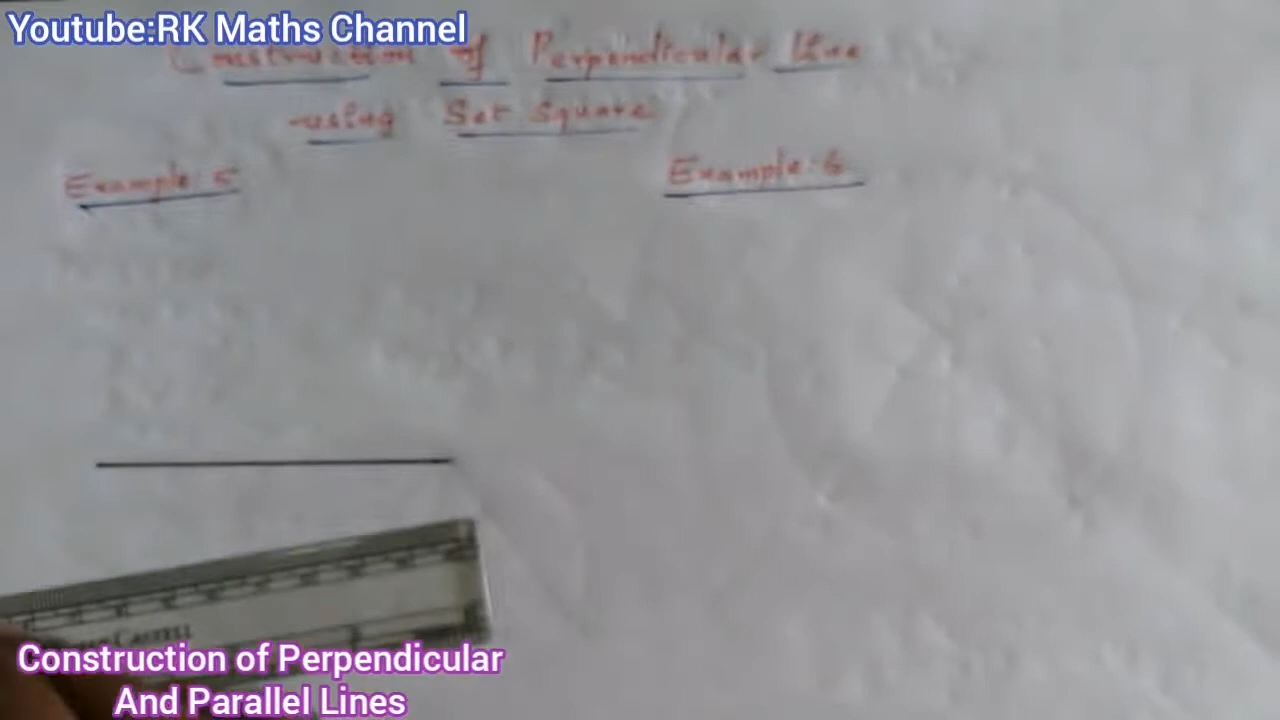 Youtube:RK Maths Channel
Construction of Perpendicular line
using Set Square
Example: 5
Example: 6
Construction of Perpendicular
And Parallel Lines